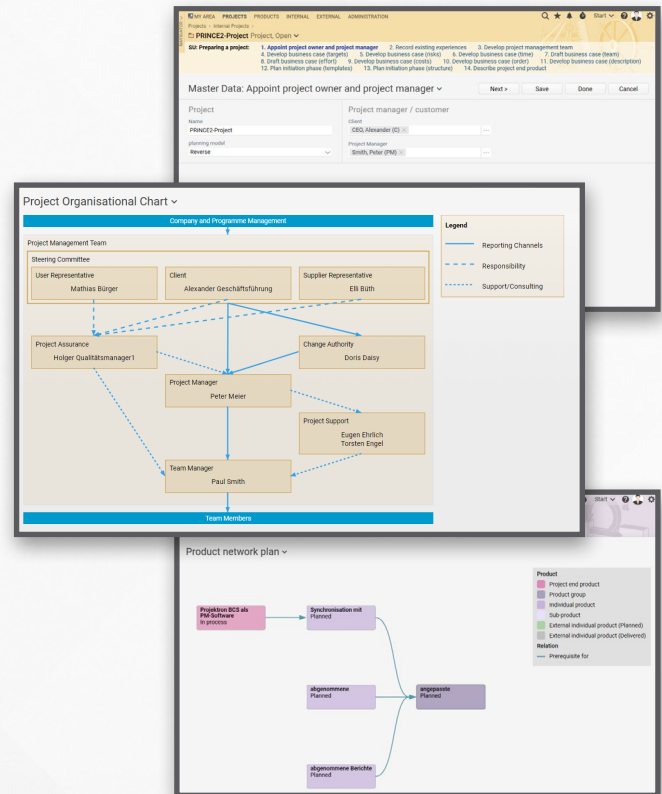 MY AREA PROJECTS PRODUCTS INTERNAL EXTERNAL ADMINISTRATION
Start
Projects › Internal Projects ›
PRINCE2-Project Project, Open
SU: Preparing a project: 1. Appoint project owner and project manager 2. Record existing experiences 3. Develop project management team
4. Develop business case (targets) 5. Develop business case (risks) 6. Develop business case (time) 7. Draft business case (team)
8. Draft business case (effort) 9. Develop business case (costs) 10. Develop business case (order) 11. Develop business case (description)
12. Plan initiation phase (templates) 13. Plan initiation phase (structure) 14. Describe project end product
Master Data: Appoint project owner and project manager
Next > Save Done Cancel
Project
Name
PRINCE2-Project
planning model
Reverse
Project manager / customer
Client
CEO, Alexander (C) ×
Project Manager
Smith, Peter (PM) ×
Project Organisational Chart
Company and Programme Management
Project Management Team
Steering Committee
User Representative
Mathias Bürger
Client
Alexander Geschäftsführung
Supplier Representative
Elli Büth
Project Assurance
Holger Qualitätsmanager1
Change Authority
Doris Daisy
Project Manager
Peter Meier
Project Support
Eugen Ehrlich
Torsten Engel
Team Manager
Paul Smith
Team Members
Legend
Reporting Channels
Responsibility
Support/Consulting
Start
Product network plan
Projektron BCS als
PM-Software
In process
Synchronisation mit
Planned
abgenommene
Planned
angepasste
Planned
abgenommene Berichte
Planned
Product
Project end product
Product group
Individual product
Sub-product
External individual product (Planned)
External individual product (Delivered)
Relation
Prerequisite for